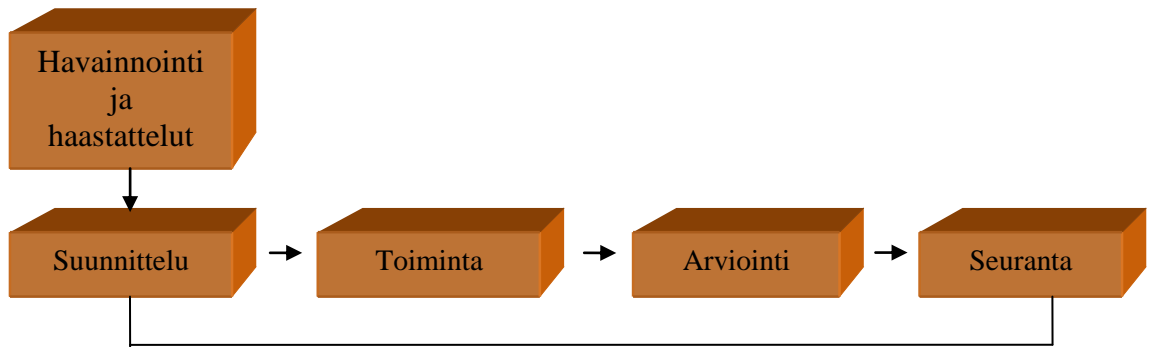 Havainnointi
ja
haastattelut
Suunnittelu
Toiminta
Arviointi
Seuranta